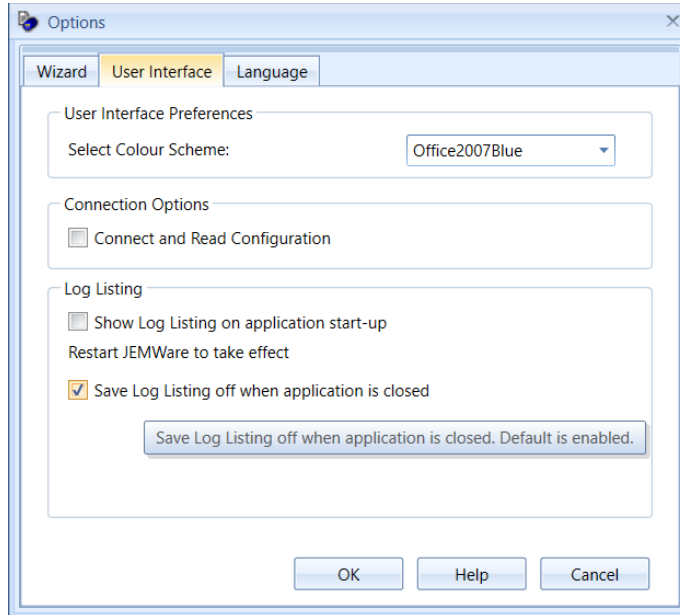 Options
Wizard
User Interface
Language
User Interface Preferences
Select Colour Scheme:
Office2007Blue
Connection Options
Connect and Read Configuration
Log Listing
Show Log Listing on application start-up
Restart JEMWare to take effect
Save Log Listing off when application is closed
Save Log Listing off when application is closed. Default is enabled.
OK
Help
Cancel